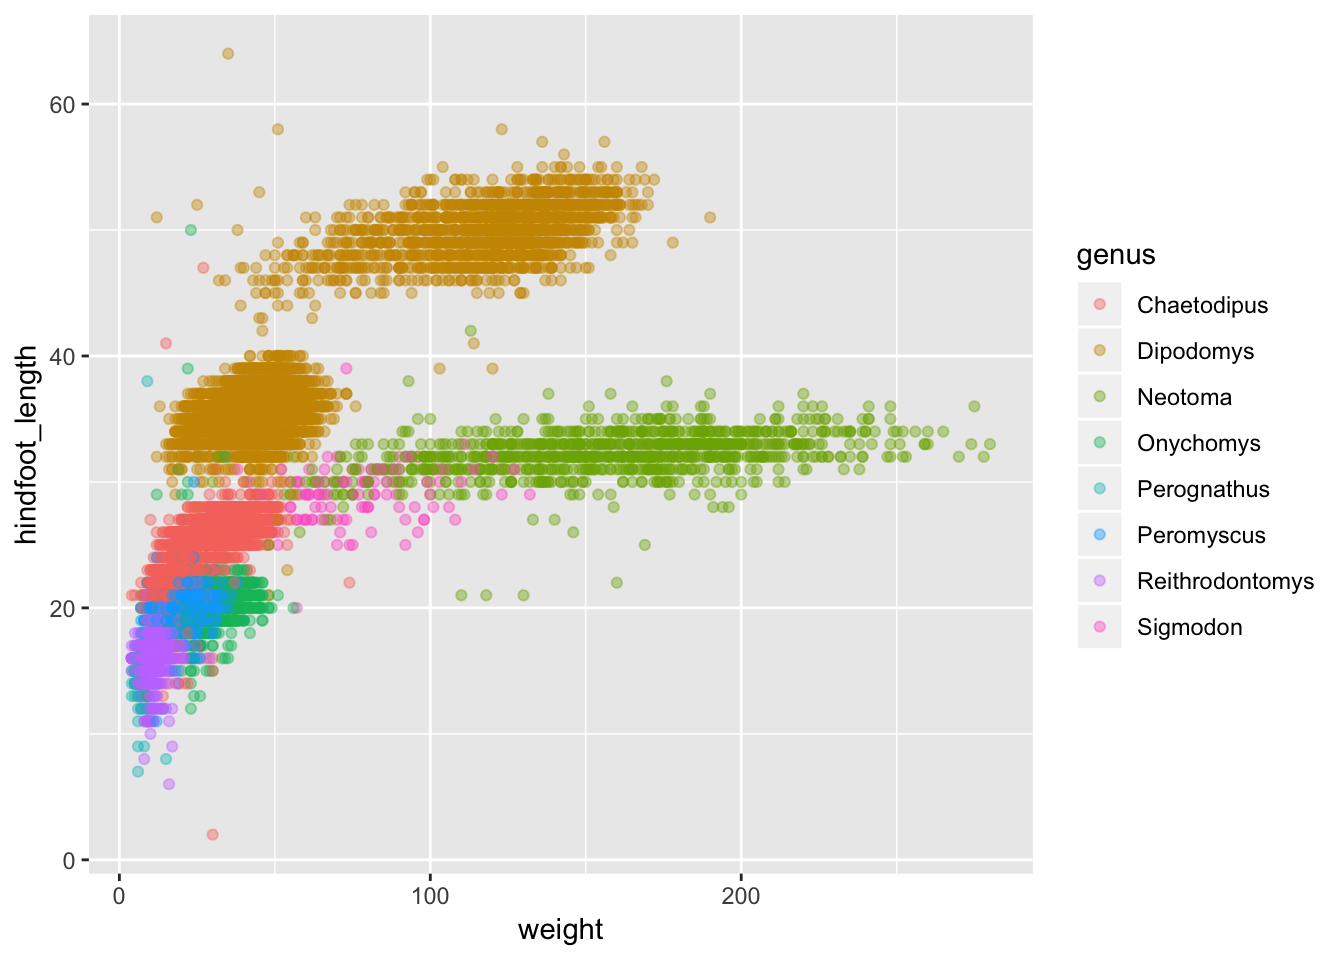 60
40
20
0
hindfoot_length
0 100 200
weight
genus
Chaetodipus
Dipodomys
Neotoma
Onychomys
Perognathus
Peromyscus
Reithrodontomys
Sigmodon